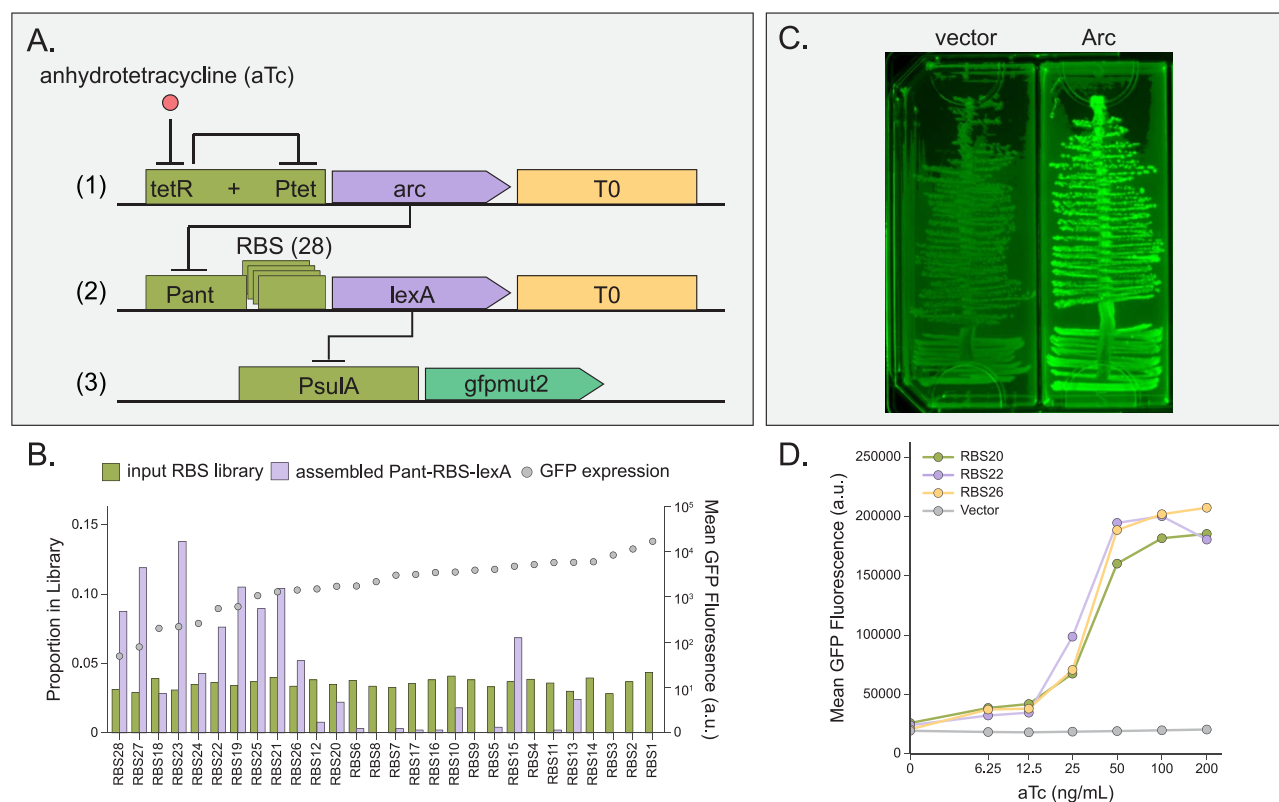 A.
anhydrotetracycline (aTc)
(1)
tetR + Ptet
arc
T0
RBS (28)
(2)
Pant
lexA
T0
(3)
PsulA
gfpmut2
C.
vector Arc
B.
input RBS library
assembled Pant-RBS-lexA
GFP expression
Proportion in Library
0.15
0.10
0.05
0
Mean GFP Fluoresence (a.u.)
10^5
10^4
10^3
10^2
10^1
0
RBS28
RBS27
RBS18
RBS23
RBS24
RBS22
RBS19
RBS25
RBS21
RBS26
RBS12
RBS20
RBS6
RBS8
RBS7
RBS17
RBS16
RBS10
RBS9
RBS5
RBS15
RBS4
RBS11
RBS13
RBS14
RBS3
RBS2
RBS1
D.
RBS20
RBS22
RBS26
Vector
Mean GFP Fluorescence (a.u.)
250000
200000
150000
100000
50000
0
0 6.25 12.5 25 50 100 200
aTc (ng/mL)